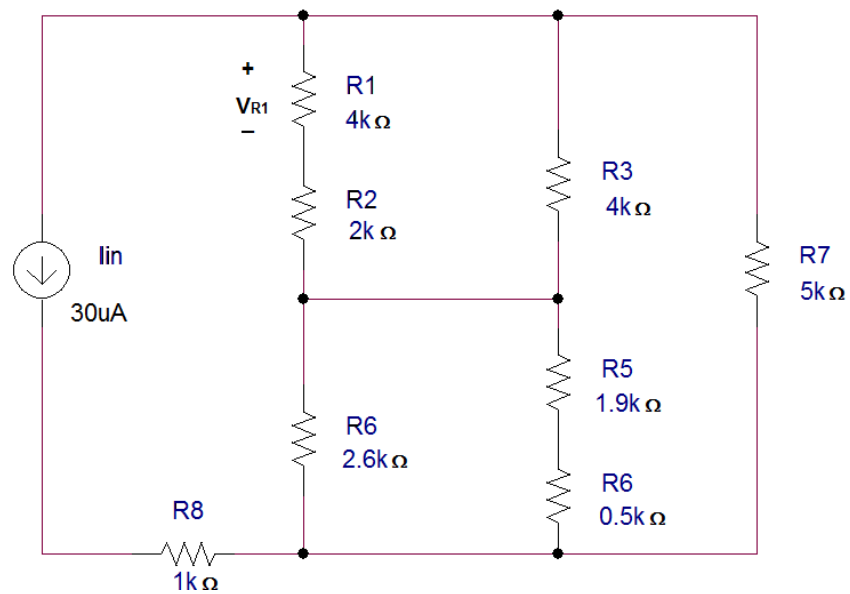 +
VR1
−
R1
4kΩ
R2
2kΩ
R3
4kΩ
Iin
30uA
R7
5kΩ
R5
1.9kΩ
R6
2.6kΩ
R6
0.5kΩ
R8
1kΩ